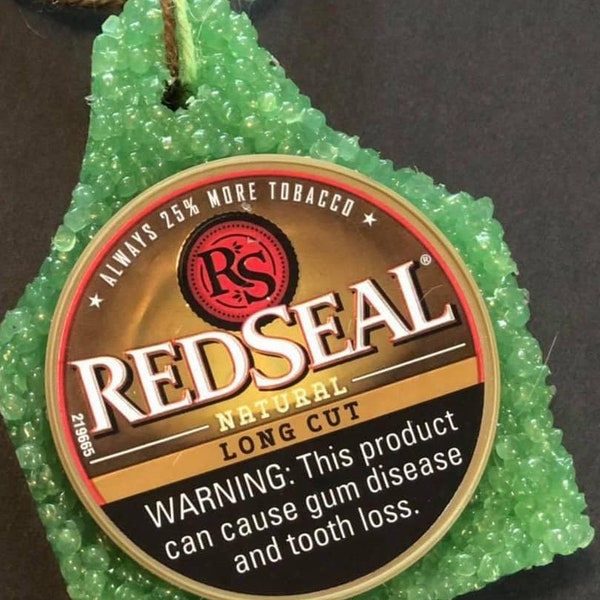 ★ ALWAYS 25% MORE TOBACCO ★
RS
REDSEAL®
NATURAL
LONG CUT
219665
WARNING: This product
can cause gum disease
and tooth loss.